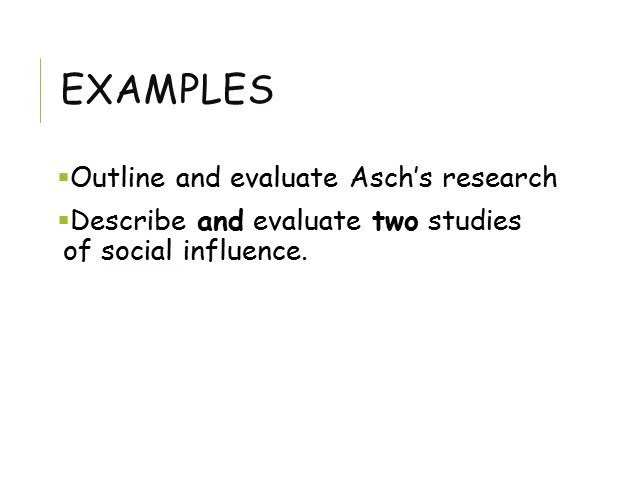 EXAMPLES
▪Outline and evaluate Asch’s research
▪Describe and evaluate two studies
of social influence.